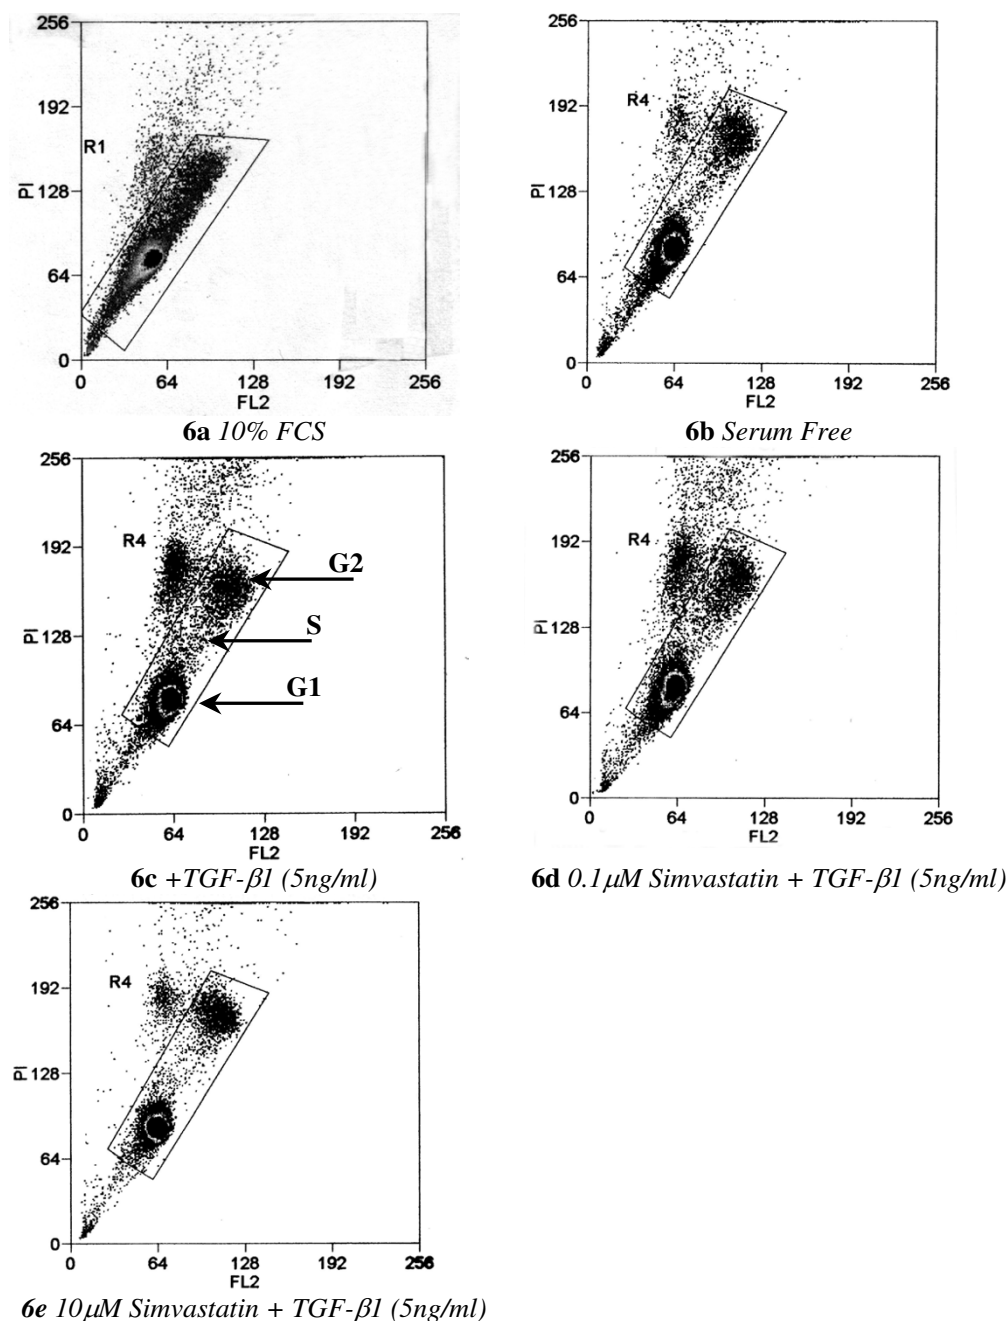 256
192
R1
PI
128
64
0
0 64 128 192 256
FL2
6a 10% FCS
256
192
R4
PI
128
64
0
0 64 128 192 256
FL2
6b Serum Free
256
192
R4
G2
PI
128
S
G1
64
0
0 64 128 192 256
FL2
6c +TGF-β1 (5ng/ml)
256
192
R4
PI
128
64
0
0 64 128 192 256
FL2
6d 0.1μM Simvastatin + TGF-β1 (5ng/ml)
256
192
R4
PI
128
64
0
0 64 128 192 256
FL2
6e 10μM Simvastatin + TGF-β1 (5ng/ml)